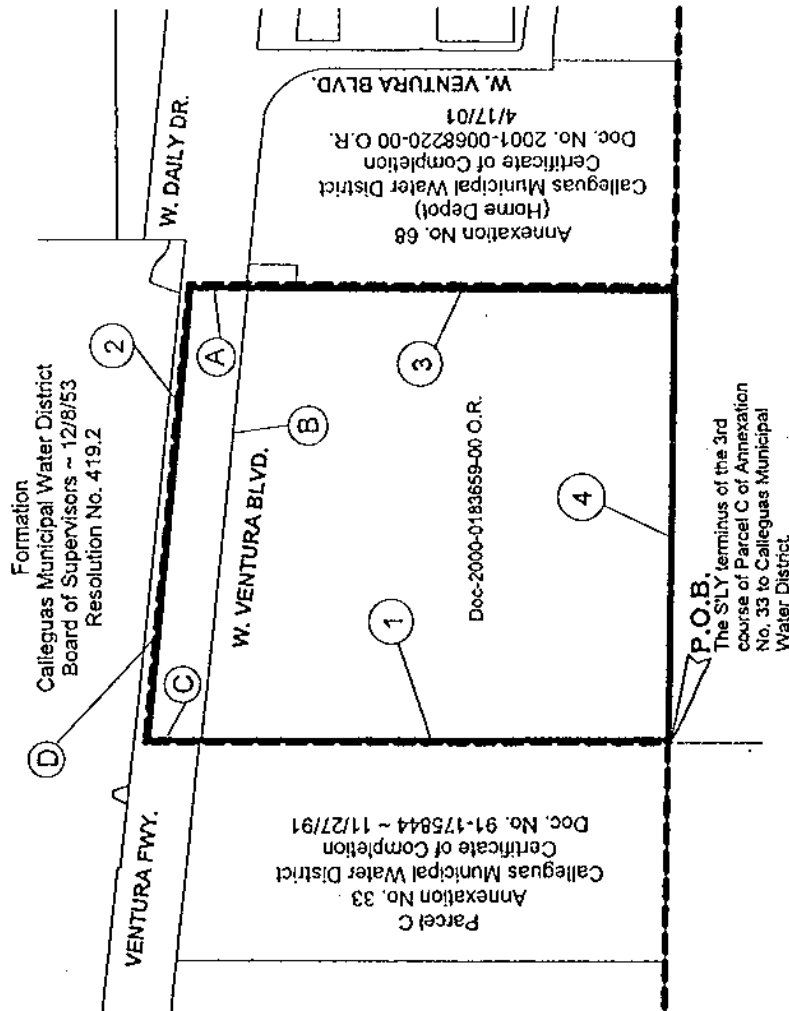 Formation
Calleguas Municipal Water District
Board of Supervisors ~ 12/8/53
Resolution No. 419.2
W. DAILY DR.
2
D
A
C
B
VENTURA FWY.
W. VENTURA BLVD.
W. VENTURA BLVD.
Annexation No. 68
(Home Depot)
Calleguas Municipal Water District
Certificate of Completion
Doc. No. 2001-0068220-00 O.R.
4/17/01
3
Doc-2000-0183659-00 O.R.
1
4
Parcel C
Annexation No. 33
Calleguas Municipal Water District
Certificate of Completion
Doc. No. 91-175844 ~ 11/27/91
P.O.B.
The S'LY terminus of the 3rd
course of Parcel C of Annexation
No. 33 to Calleguas Municipal
Water District.